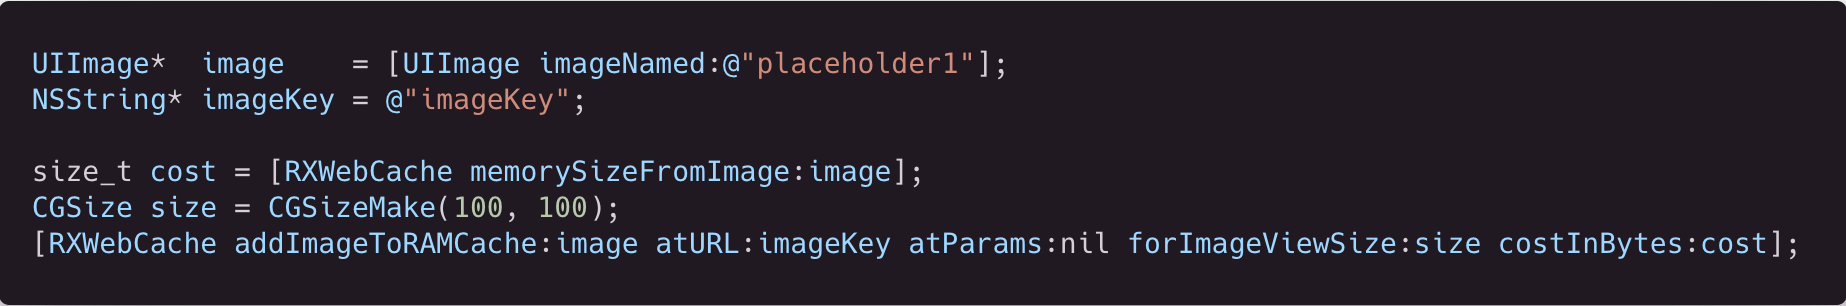 UIImage*  image    = [UIImage imageNamed:@"placeholder1"];
NSString* imageKey = @"imageKey";
size_t cost = [RXWebCache memorySizeFromImage:image];
CGSize size = CGSizeMake(100, 100);
[RXWebCache addImageToRAMCache:image atURL:imageKey atParams:nil forImageViewSize:size costInBytes:cost];